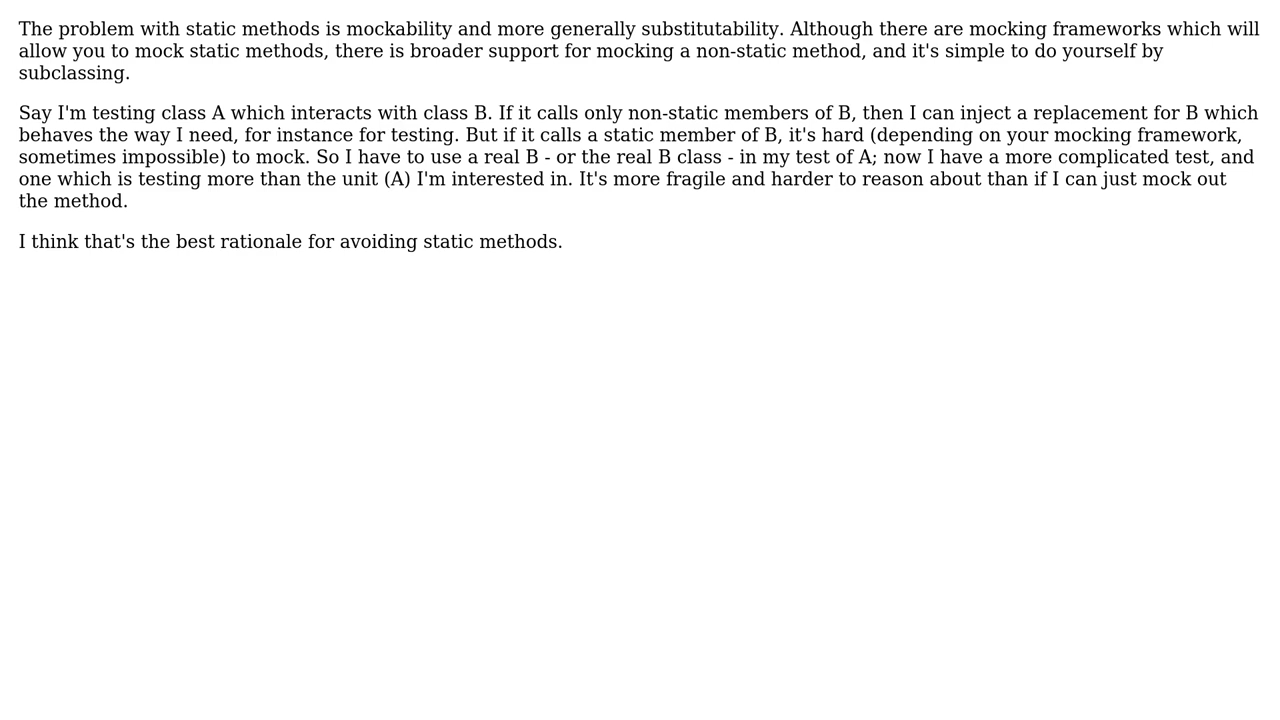 The problem with static methods is mockability and more generally substitutability. Although there are mocking frameworks which will
allow you to mock static methods, there is broader support for mocking a non-static method, and it's simple to do yourself by
subclassing.
Say I'm testing class A which interacts with class B. If it calls only non-static members of B, then I can inject a replacement for B which
behaves the way I need, for instance for testing. But if it calls a static member of B, it's hard (depending on your mocking framework,
sometimes impossible) to mock. So I have to use a real B - or the real B class - in my test of A; now I have a more complicated test, and
one which is testing more than the unit (A) I'm interested in. It's more fragile and harder to reason about than if I can just mock out
the method.
I think that's the best rationale for avoiding static methods.